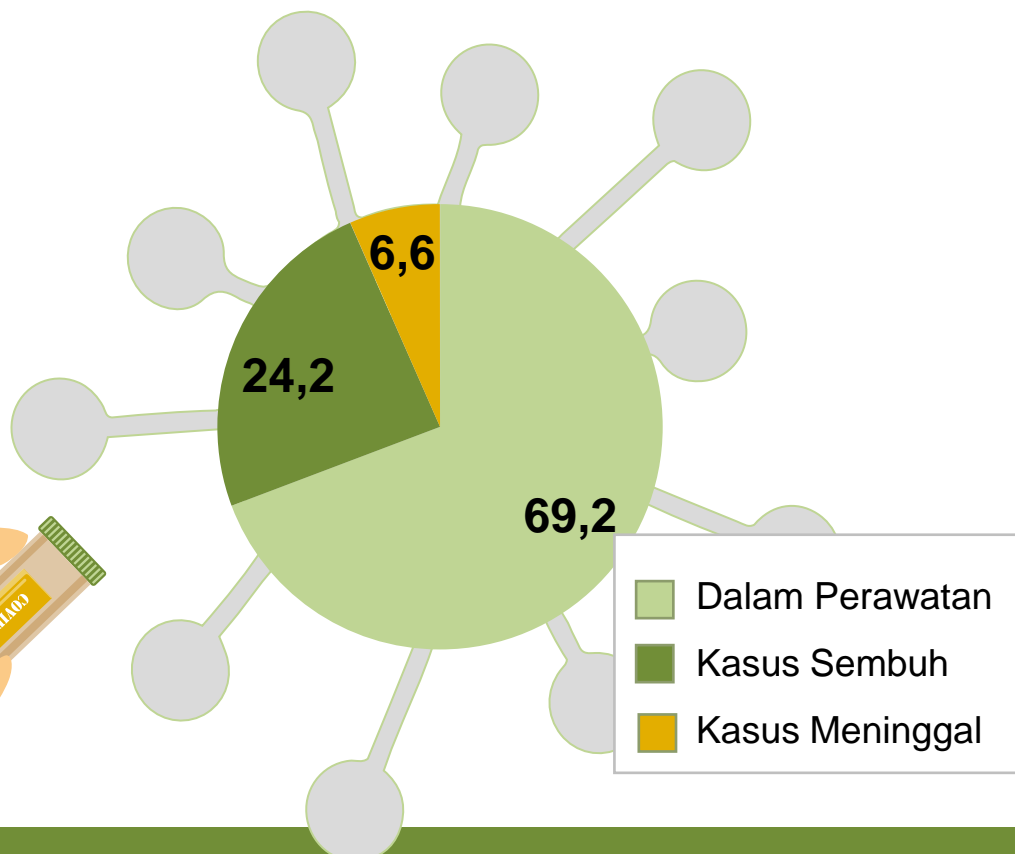 6,6
24,2
69,2
Dalam Perawatan
Kasus Sembuh
Kasus Meninggal